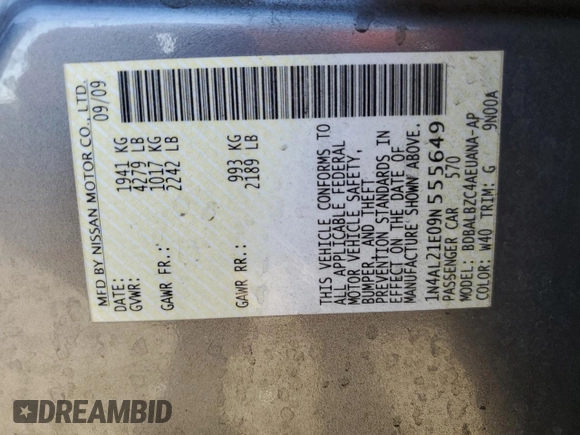 MFD BY NISSAN MOTOR CO., LTD.
DATE: 09/09
GVWR: 1941 KG
4279 LB
GAWR FR.: 1017 KG
2242 LB
GAWR RR.: 993 KG
2189 LB
THIS VEHICLE CONFORMS TO
ALL APPLICABLE FEDERAL
MOTOR VEHICLE SAFETY,
BUMPER, AND THEFT
PREVENTION STANDARDS IN
EFFECT ON THE DATE OF
MANUFACTURE SHOWN ABOVE.
1N4AL21E09N555649
PASSENGER CAR 570
MODEL: BDBALBZC4AEUANA-AP
COLOR: W40 TRIM: G 9N00A
DREAMBID